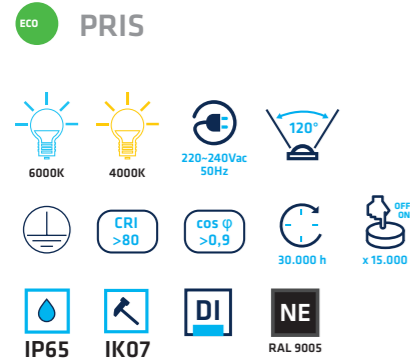 ECO PRIS
6000K
4000K
220–240Vac
50Hz
120°
CRI
>80
cos φ
>0,9
30.000 h
OFF
ON
x 15.000
IP65
IK07
DI
NE
RAL 9005